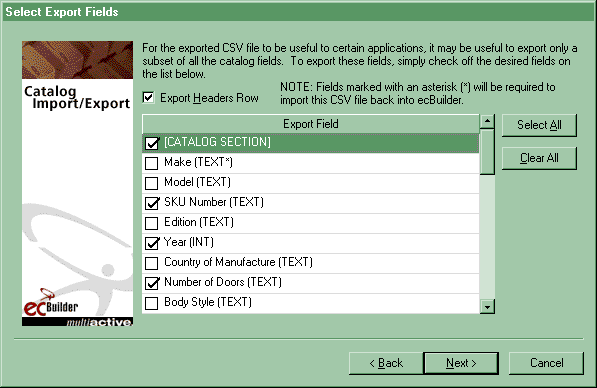 Select Export Fields
Catalog
Import/Export
For the exported CSV file to be useful to certain applications, it may be useful to export only a
subset of all the catalog fields. To export these fields, simply check off the desired fields on
the list below.
NOTE: Fields marked with an asterisk (*) will be required to
import this CSV file back into ecBuilder.
Export Headers Row
Export Field
[CATALOG SECTION]
Make (TEXT*)
Model (TEXT)
SKU Number (TEXT)
Edition (TEXT)
Year (INT)
Country of Manufacture (TEXT)
Number of Doors (TEXT)
Body Style (TEXT)
Select All
Clear All
ecBuilder
multiactive
< Back
Next >
Cancel